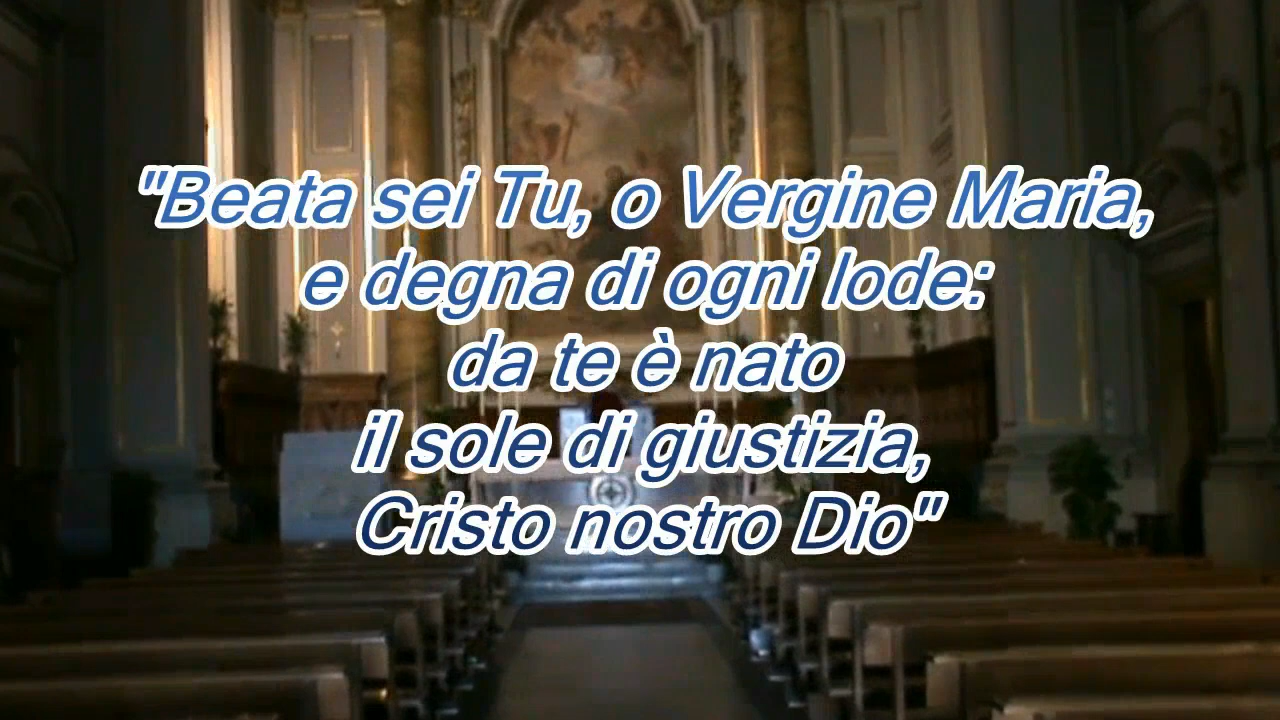 "Beata sei Tu, o Vergine Maria,
e degna di ogni lode:
da te è nato
il sole di giustizia,
Cristo nostro Dio"